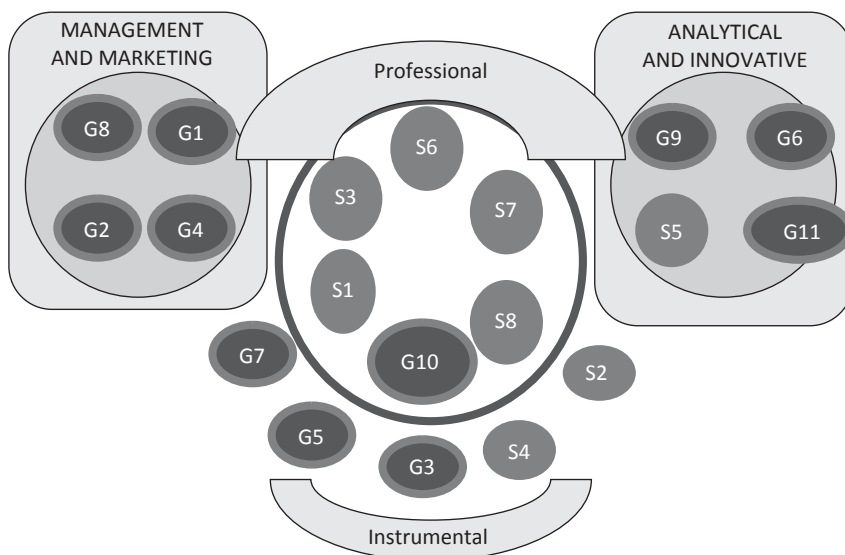 MANAGEMENT
AND MARKETING
Professional
ANALYTICAL
AND INNOVATIVE
G8
G1
G2
G4
S6
S3
S7
S1
S8
G10
G9
G6
S5
G11
G7
S2
G5
G3
S4
Instrumental